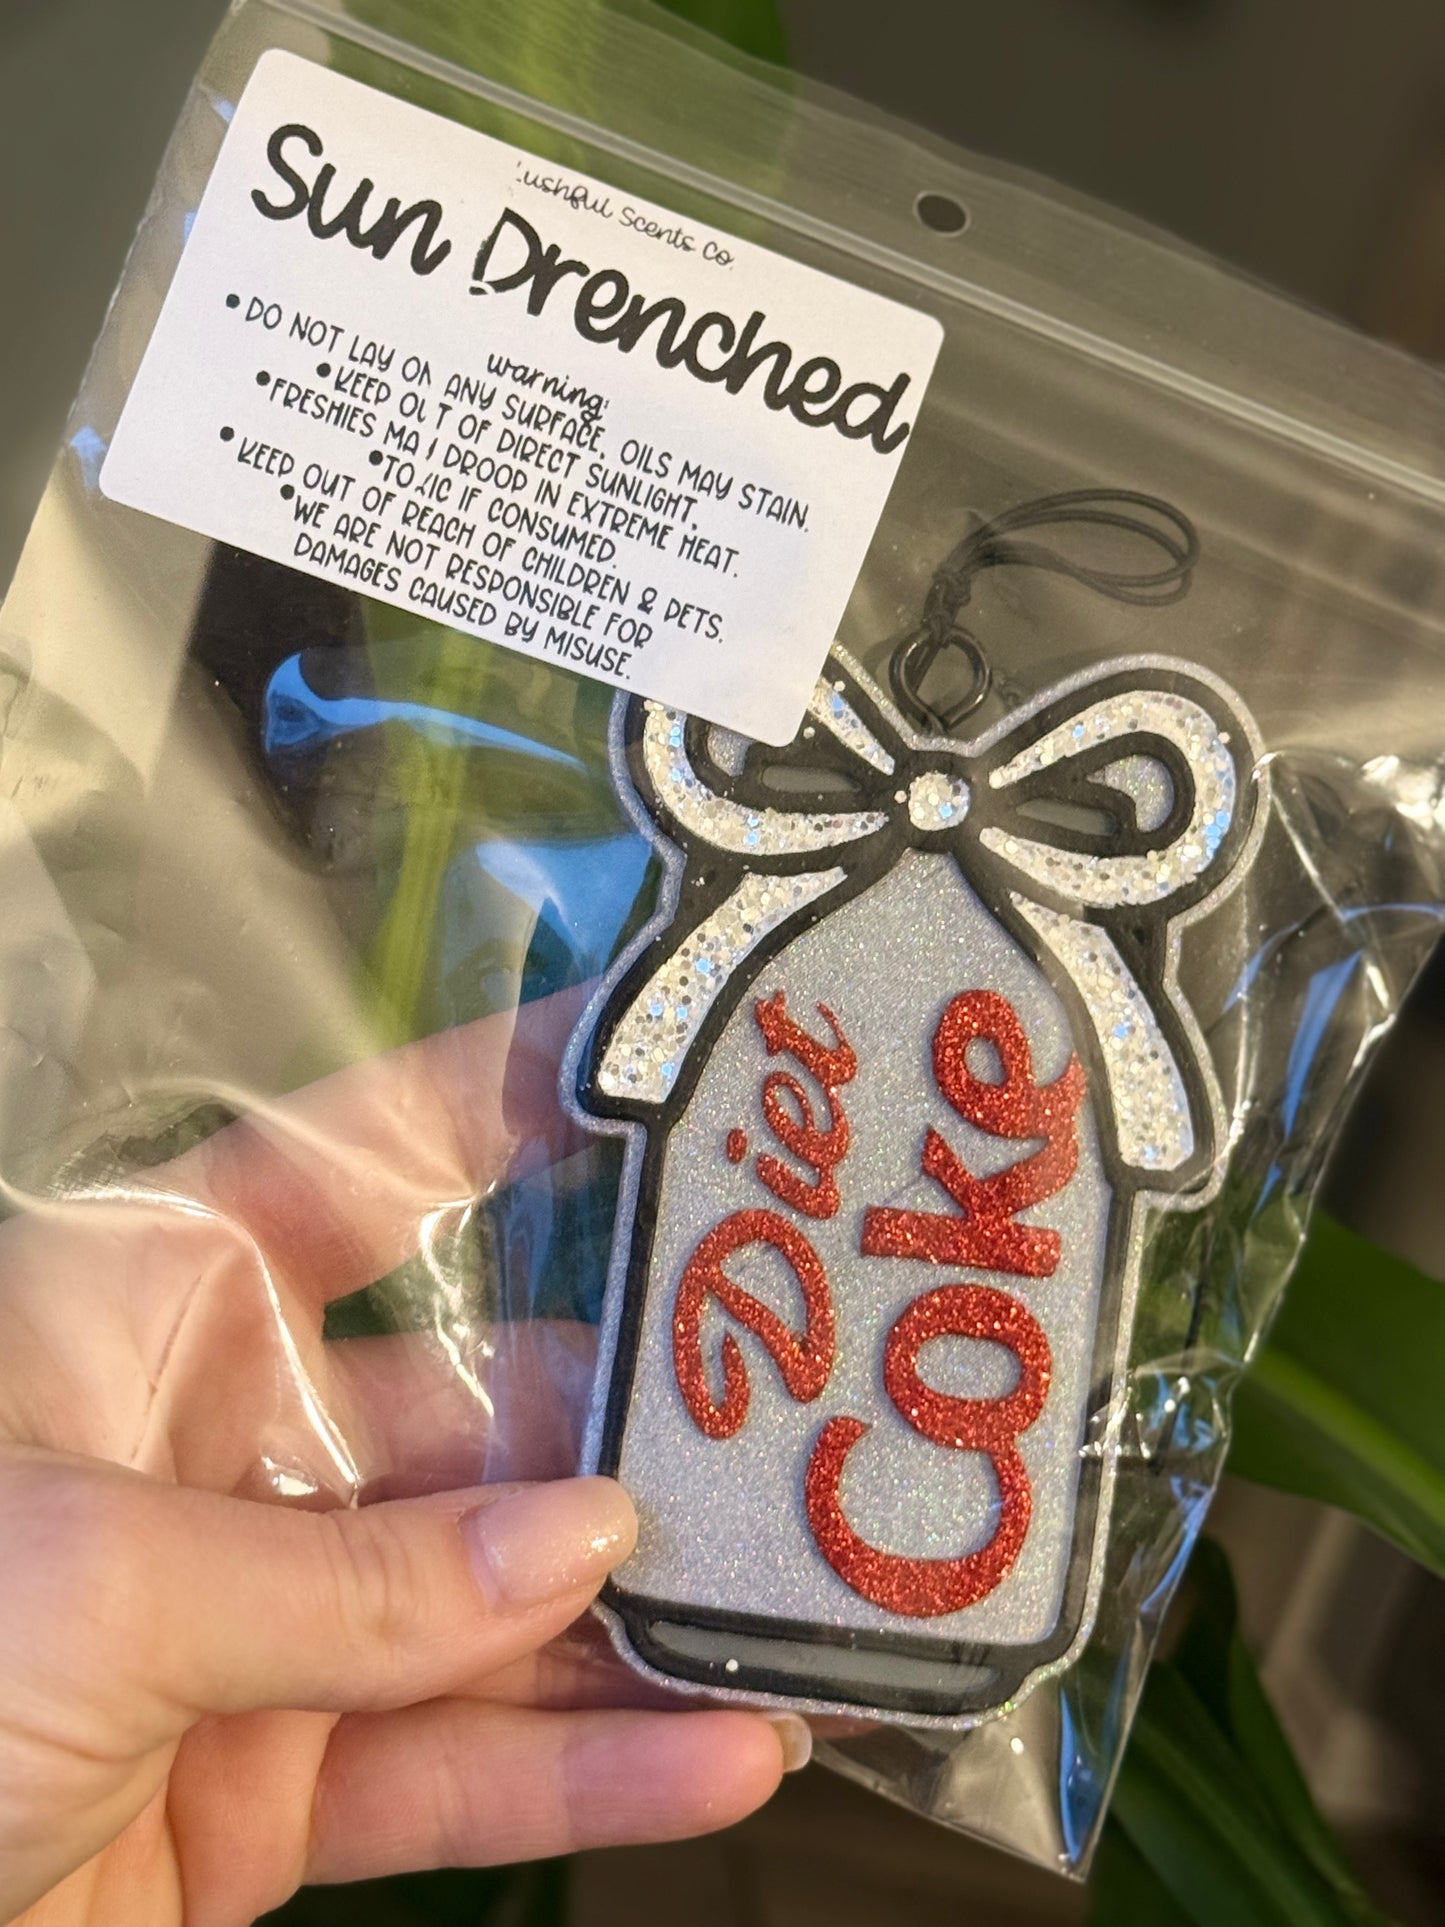 Scents Co.
Sun Drenched
warning:
• DO NOT LAY ON ANY SURFACE, OILS MAY STAIN.
• KEEP OUT OF DIRECT SUNLIGHT,
• FRESHIES MAY DROOP IN EXTREME HEAT.
• TOXIC IF CONSUMED.
• KEEP OUT OF REACH OF CHILDREN & PETS.
• WE ARE NOT RESPONSIBLE FOR
DAMAGES CAUSED BY MISUSE.
Diet
Coke